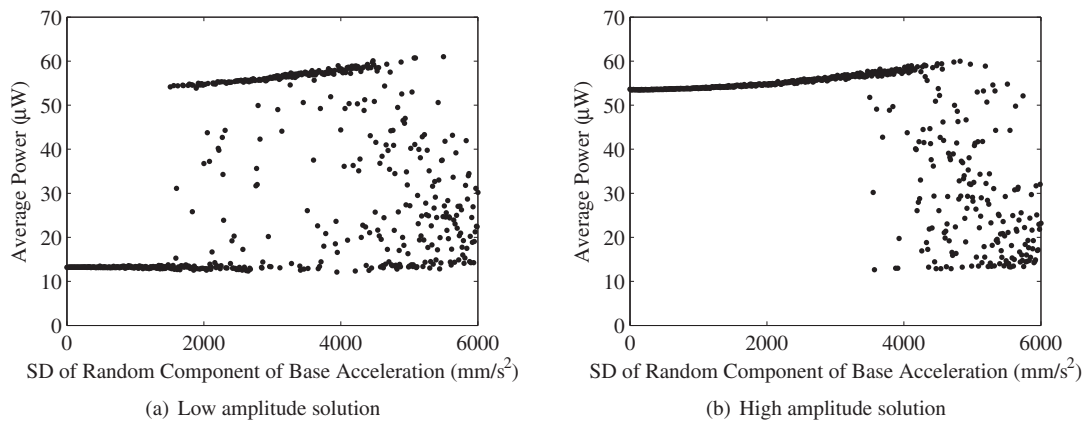 70
60
50
40
30
20
10
0
Average Power (μW)
0 2000 4000 6000
SD of Random Component of Base Acceleration (mm/s²)
(a) Low amplitude solution
70
60
50
40
30
20
10
0
Average Power (μW)
0 2000 4000 6000
SD of Random Component of Base Acceleration (mm/s²)
(b) High amplitude solution